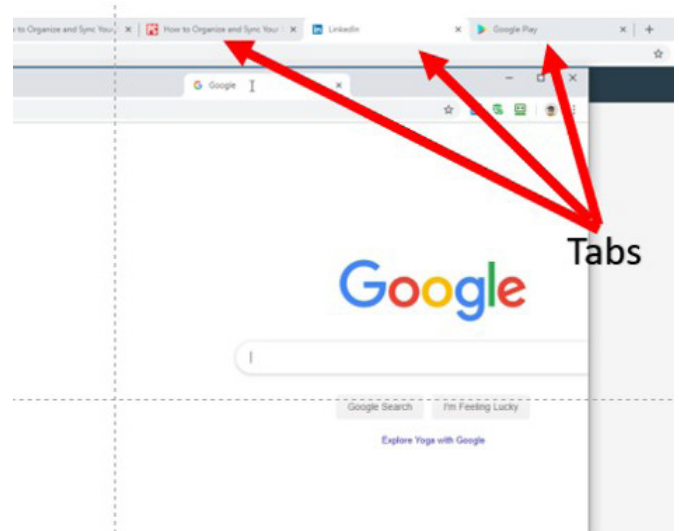 to Organize and Sync Your
How to Organize and Sync Your
LinkedIn
Google Play
Google
Tabs
Google
Google Search
I'm Feeling Lucky
Explore Yoga with Google